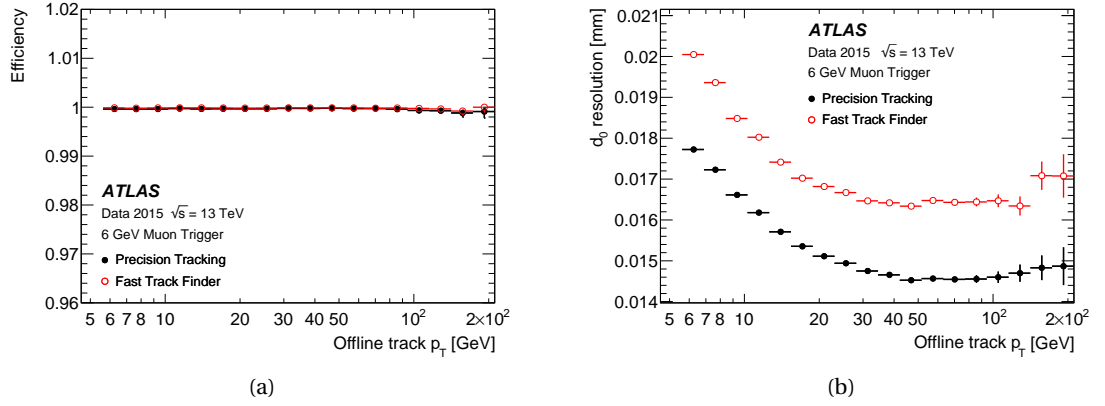 Efficiency
1.02
1.01
1
0.99
0.98
0.97
0.96
ATLAS
Data 2015 √s = 13 TeV
6 GeV Muon Trigger
Precision Tracking
Fast Track Finder
5 6 7 8 10 20 30 40 50 10² 2×10²
Offline track p_T [GeV]
(a)
d₀ resolution [mm]
0.021
0.02
0.019
0.018
0.017
0.016
0.015
0.014
ATLAS
Data 2015 √s = 13 TeV
6 GeV Muon Trigger
Precision Tracking
Fast Track Finder
5 6 7 8 10 20 30 40 50 10² 2×10²
Offline track p_T [GeV]
(b)